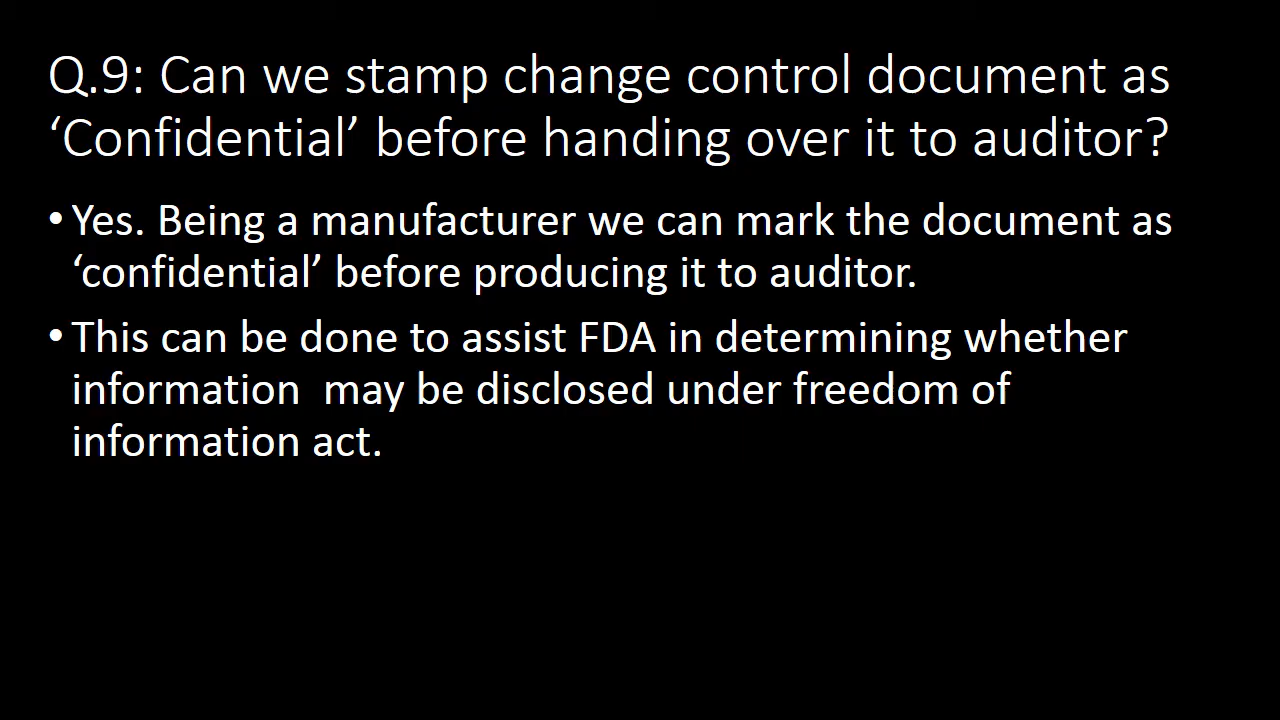 Q.9: Can we stamp change control document as
‘Confidential’ before handing over it to auditor?
• Yes. Being a manufacturer we can mark the document as
‘confidential’ before producing it to auditor.
• This can be done to assist FDA in determining whether
information  may be disclosed under freedom of
information act.